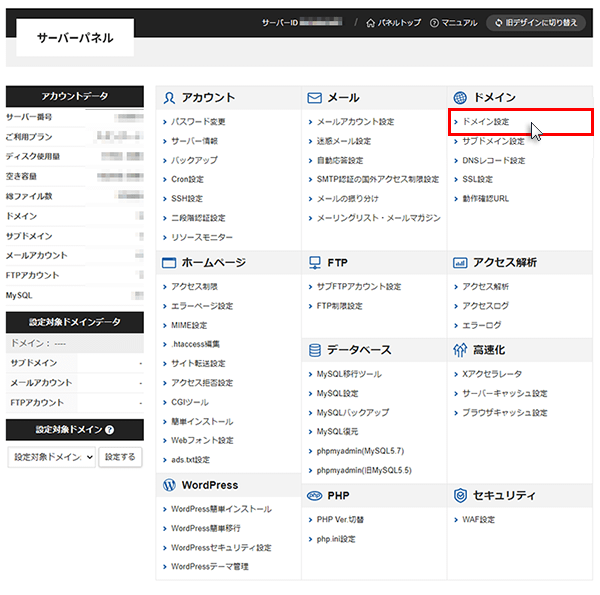 サーバーID
/
パネルトップ
マニュアル
旧デザインに切り替え
サーバーパネル
アカウントデータ
サーバー番号
ご利用プラン
ディスク使用量
空き容量
総ファイル数
ドメイン
サブドメイン
メールアカウント
FTPアカウント
MySQL
設定対象ドメインデータ
ドメイン： ----
サブドメイン -
メールアカウント -
FTPアカウント -
設定対象ドメイン ?
設定対象ドメイン 設定する
アカウント
パスワード変更
サーバー情報
バックアップ
Cron設定
SSH設定
二段階認証設定
リソースモニター
メール
メールアカウント設定
迷惑メール設定
自動応答設定
SMTP認証の国外アクセス制限設定
メールの振り分け
メーリングリスト・メールマガジン
ドメイン
ドメイン設定
サブドメイン設定
DNSレコード設定
SSL設定
動作確認URL
ホームページ
アクセス制限
エラーページ設定
MIME設定
.htaccess編集
サイト転送設定
アクセス拒否設定
CGIツール
簡単インストール
Webフォント設定
ads.txt設定
FTP
サブFTPアカウント設定
FTP制限設定
アクセス解析
アクセス解析
アクセスログ
エラーログ
データベース
MySQL移行ツール
MySQL設定
MySQLバックアップ
MySQL復元
phpmyadmin(MySQL5.7)
phpmyadmin(旧MySQL5.5)
高速化
Xアクセラレータ
サーバーキャッシュ設定
ブラウザキャッシュ設定
WordPress
WordPress簡単インストール
WordPress簡単移行
WordPressセキュリティ設定
WordPressテーマ管理
php
PHP
PHP Ver.切替
php.ini設定
セキュリティ
WAF設定